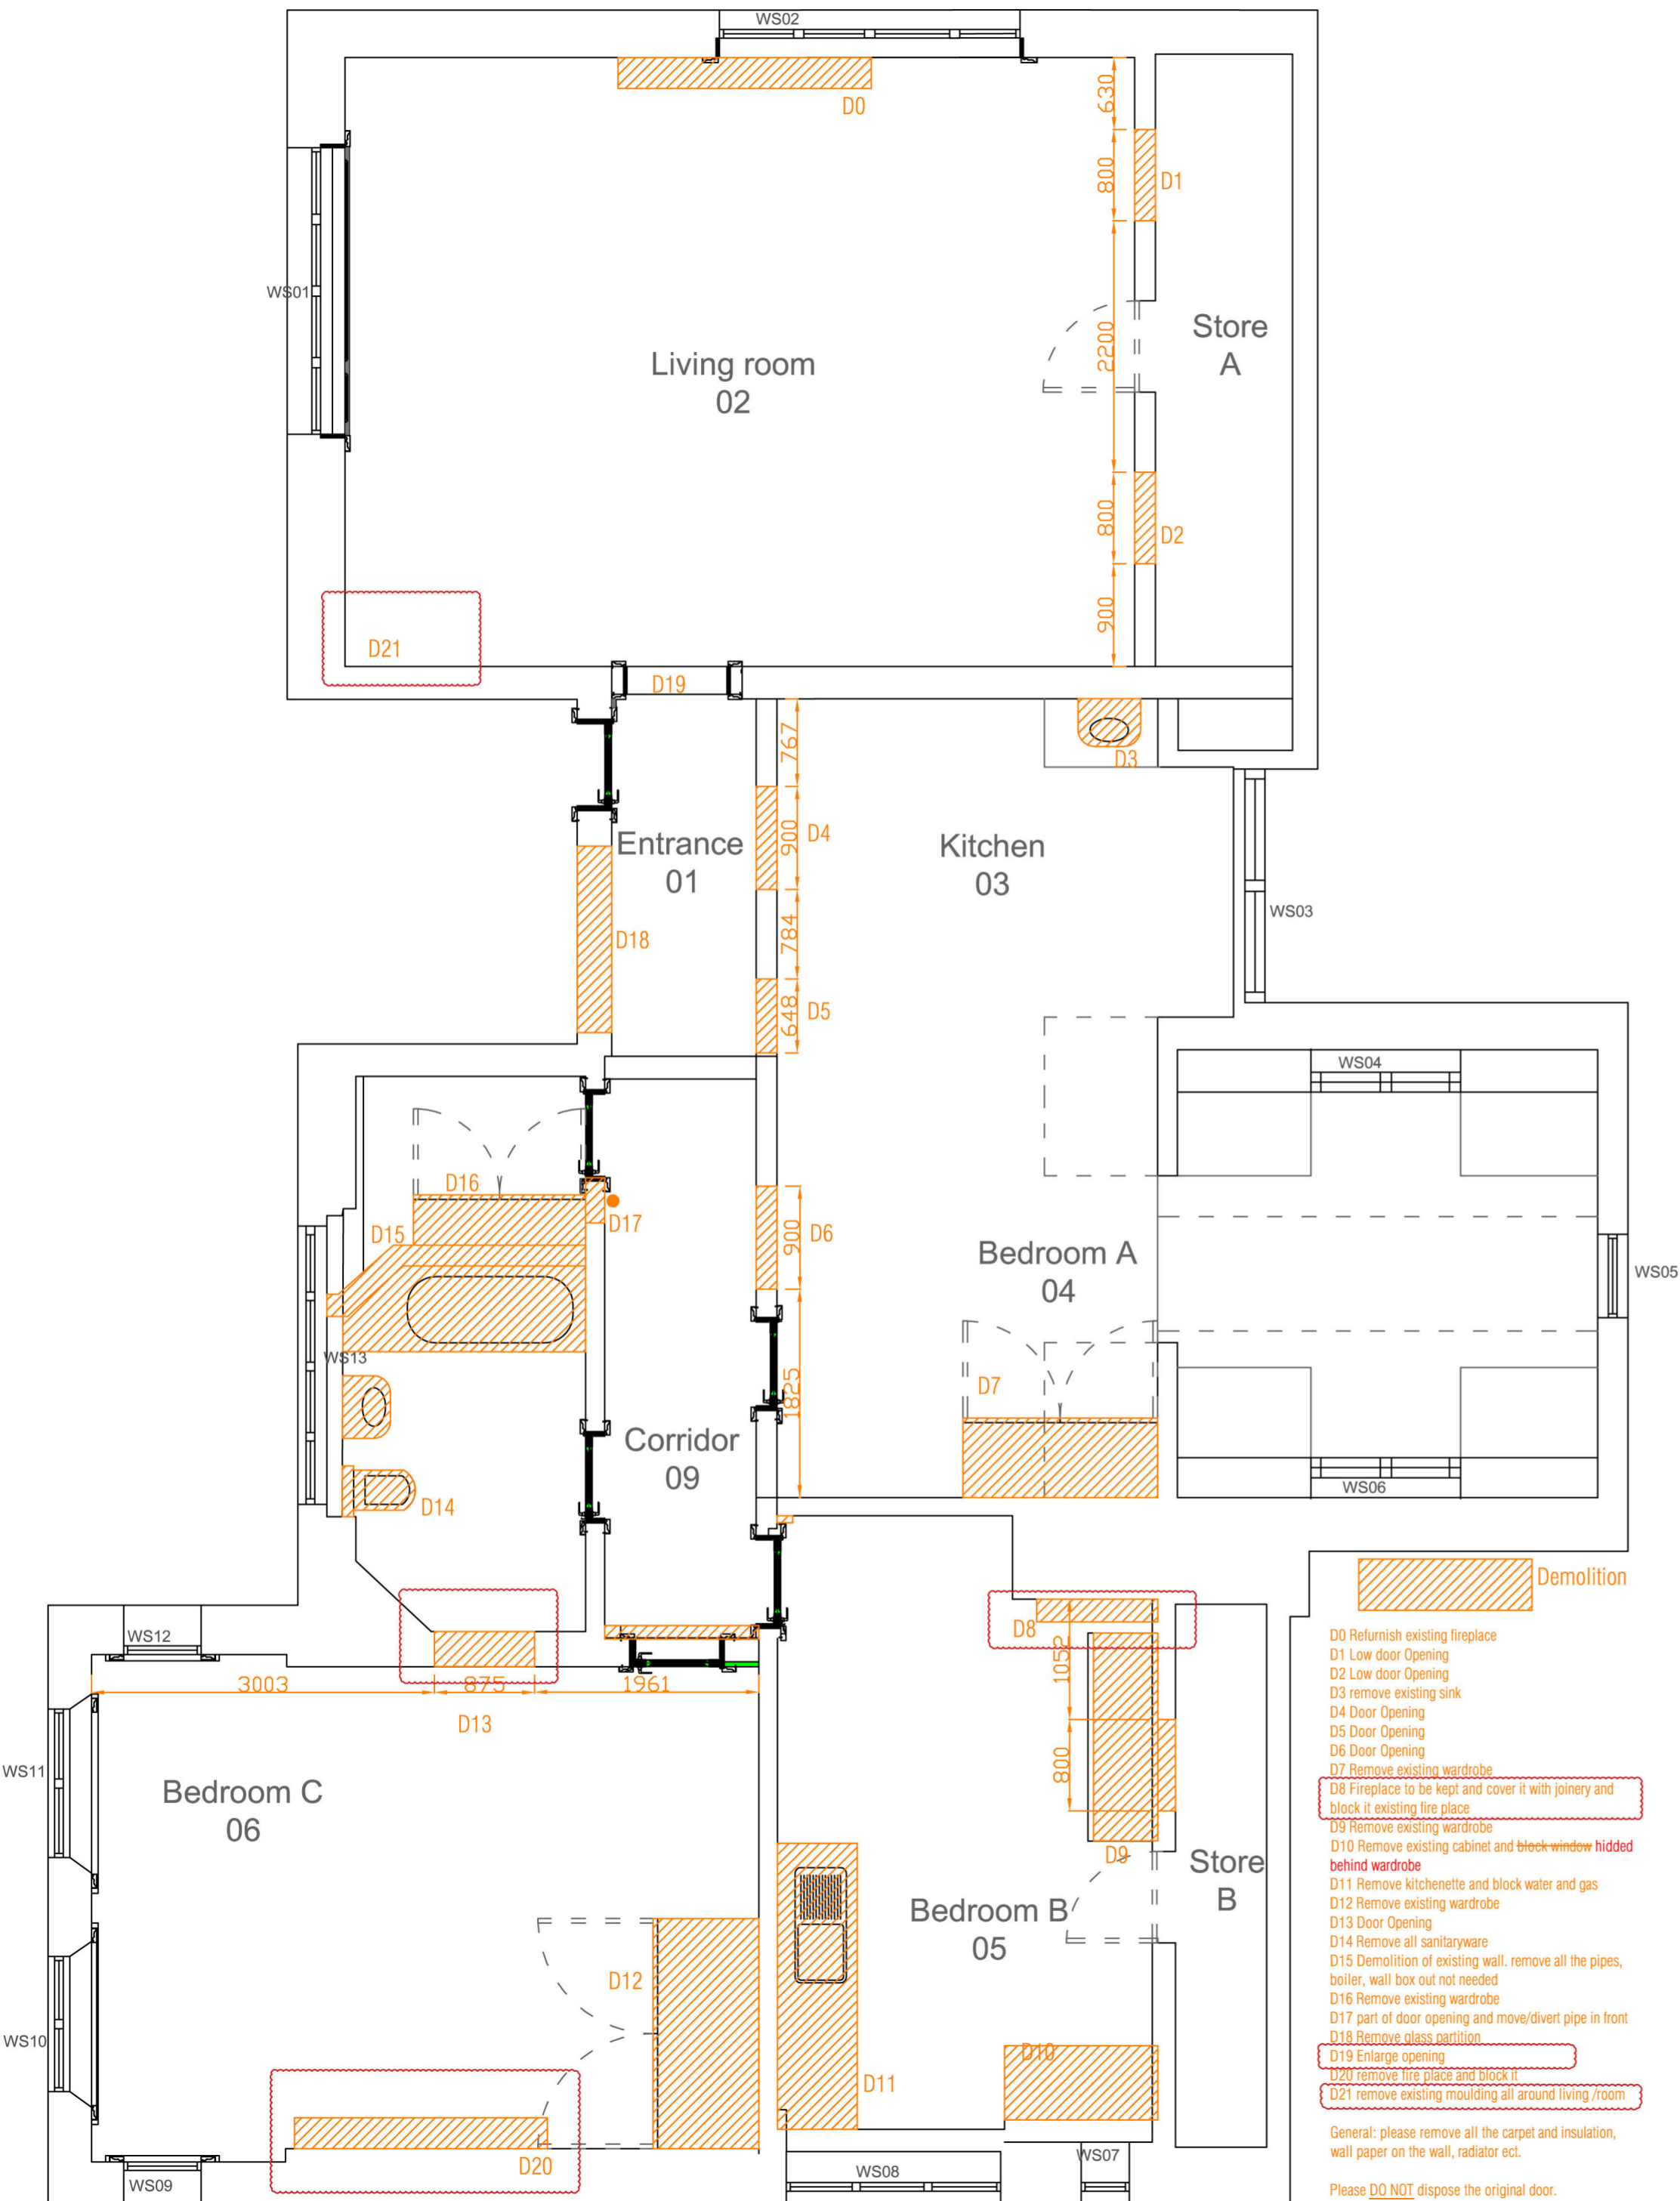 WS02
D0
630
800
D1
WS01
2200
Store
A
Living room
02
800
D2
900
D21
D19
767
D3
Entrance
01
900
D4
Kitchen
03
WS03
784
D18
648
D5
WS04
D16
D17
D15
900
D6
Bedroom A
04
WS05
WS13
D7
1825
Corridor
09
D14
WS06
Demolition
WS12
D8
1052
3003
875
1961
D13
WS11
800
Bedroom C
06
D9
Store
B
Bedroom B
05
D12
WS10
D10
D11
D20
WS09
WS08
WS07
D0 Refurnish existing fireplace
D1 Low door Opening
D2 Low door Opening
D3 remove existing sink
D4 Door Opening
D5 Door Opening
D6 Door Opening
D7 Remove existing wardrobe
D8 Fireplace to be kept and cover it with joinery and
block it existing fire place
D9 Remove existing wardrobe
D10 Remove existing cabinet and block window hidded
behind wardrobe
D11 Remove kitchenette and block water and gas
D12 Remove existing wardrobe
D13 Door Opening
D14 Remove all sanitaryware
D15 Demolition of existing wall. remove all the pipes,
boiler, wall box out not needed
D16 Remove existing wardrobe
D17 part of door opening and move/divert pipe in front
D18 Remove glass partition
D19 Enlarge opening
D20 remove fire place and block it
D21 remove existing moulding all around living /room
General: please remove all the carpet and insulation,
wall paper on the wall, radiator ect.
Please DO NOT dispose the original door.